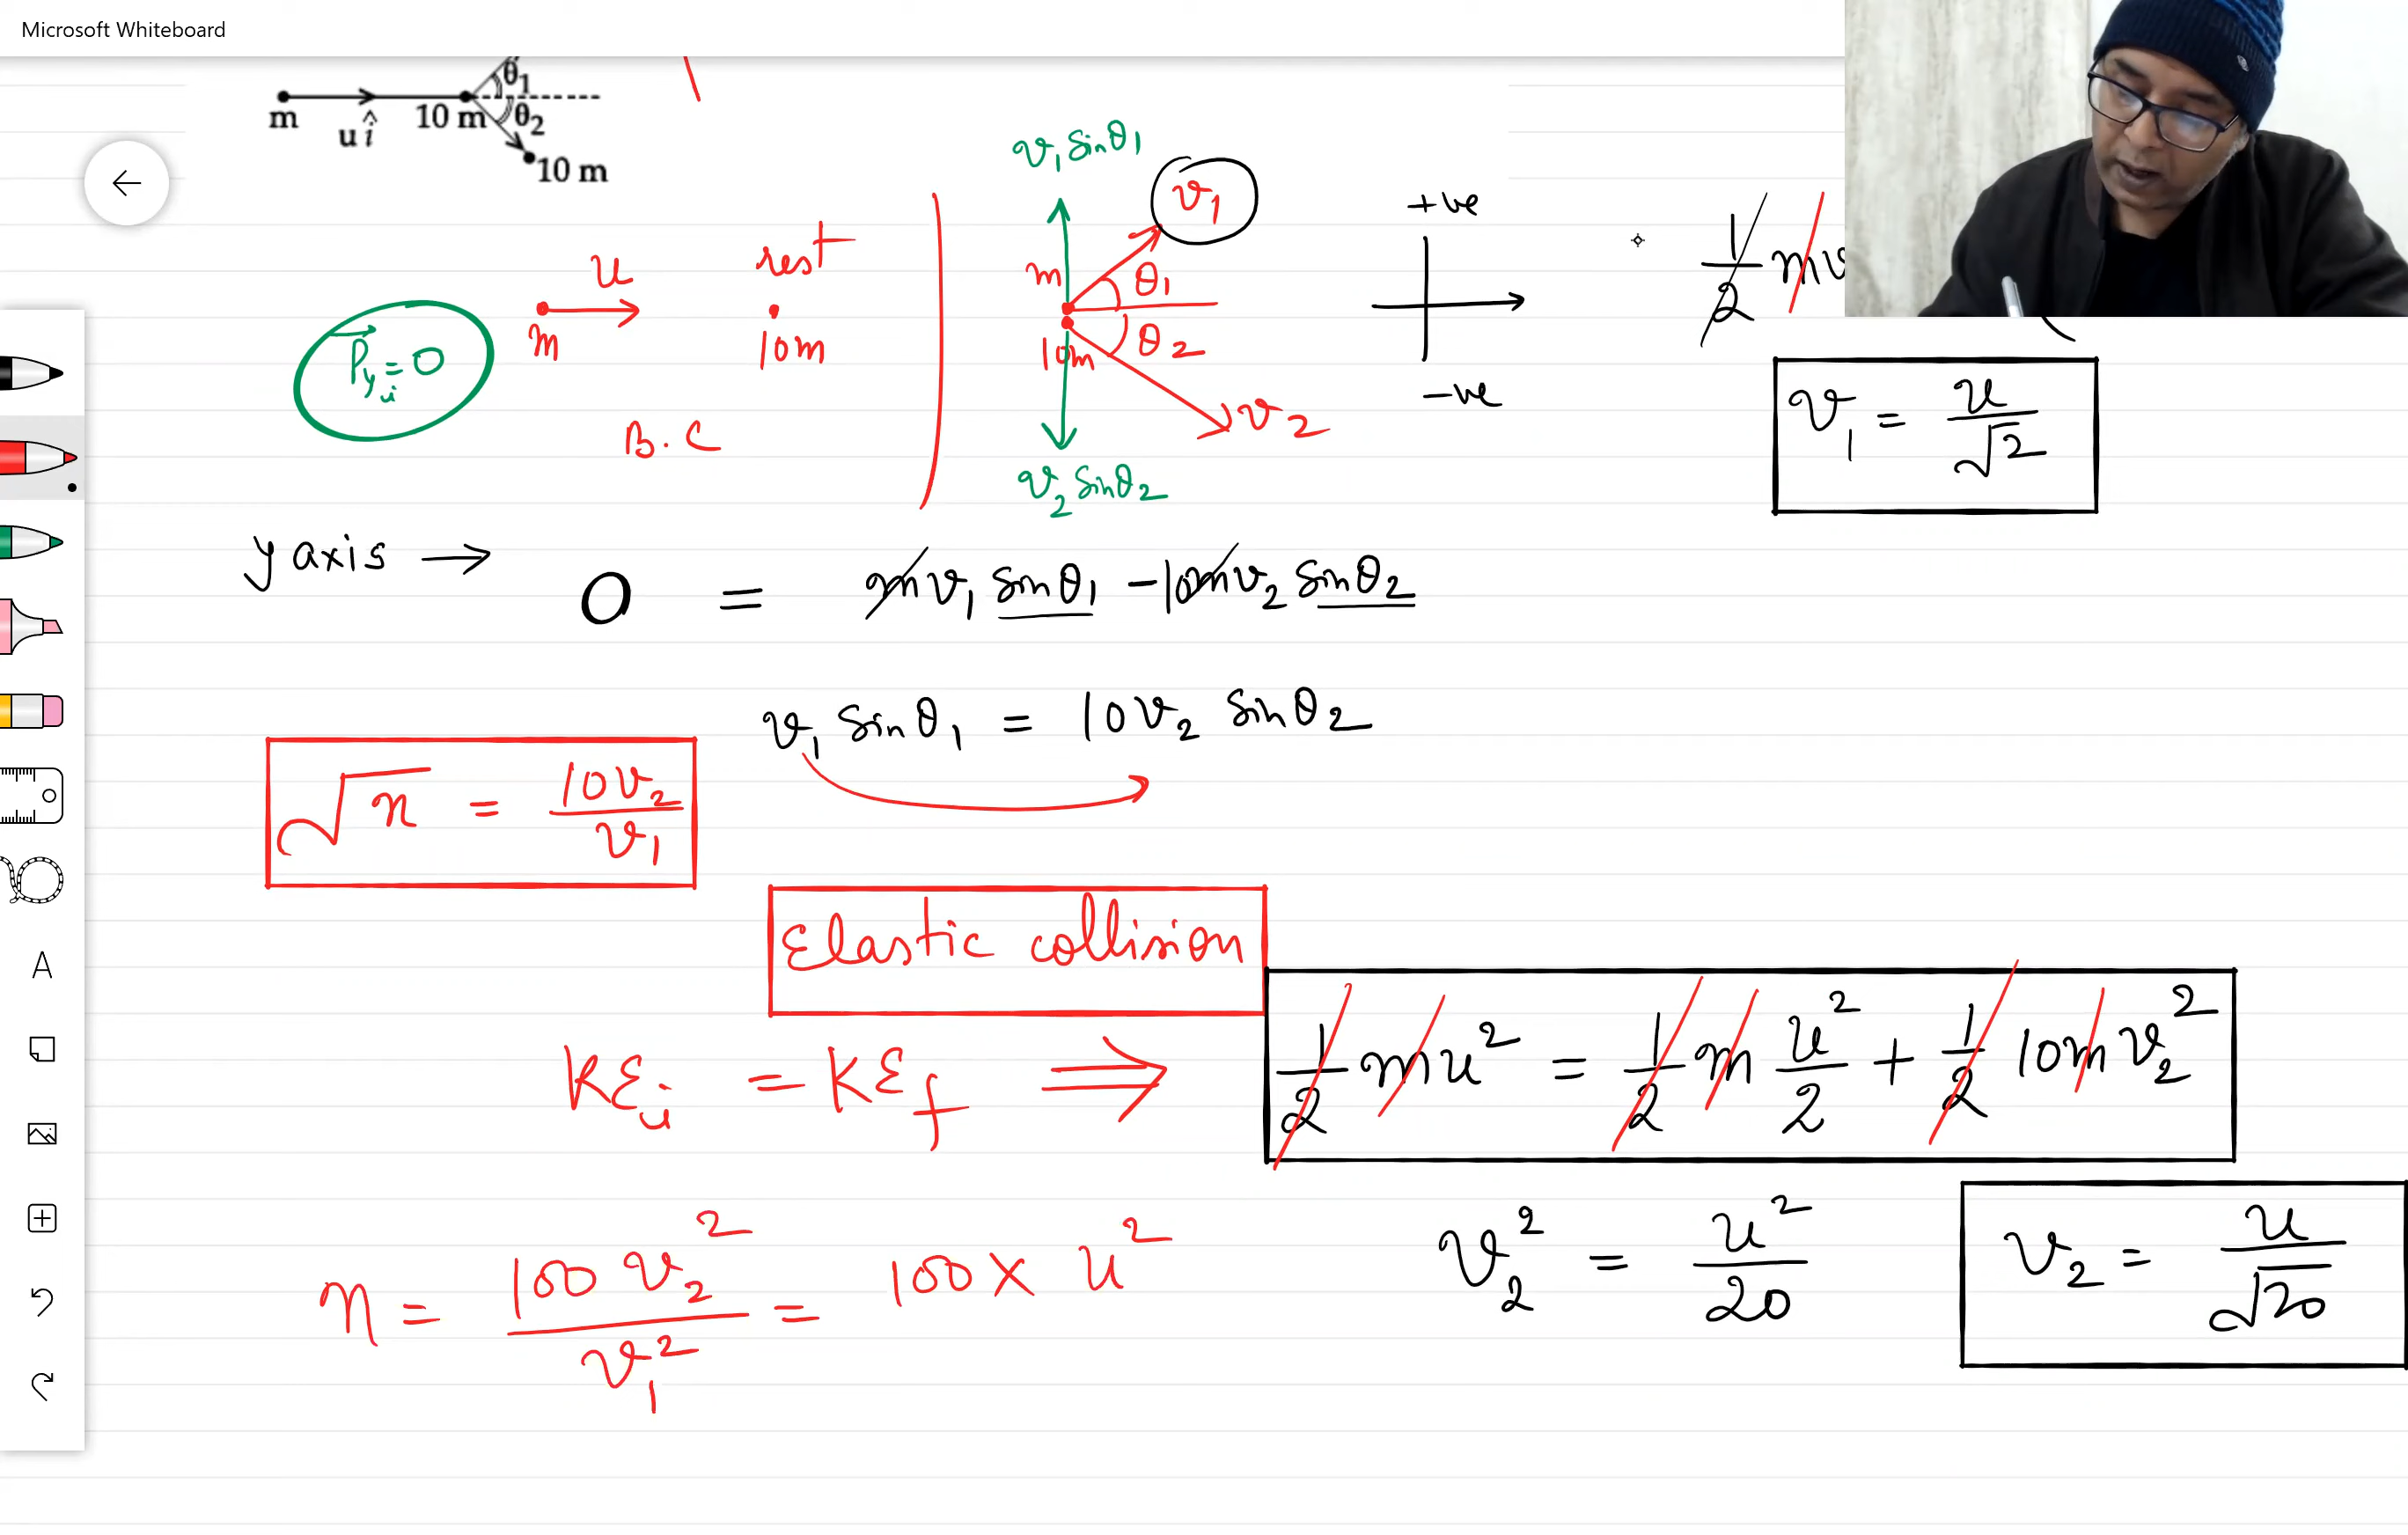 Microsoft Whiteboard
θ₁
m
u î
10 m
θ₂
10 m
v₁ sinθ₁
v₁
+ve
1/2 mv
u
rest
m
θ₁
P⃗yᵢ = 0
m
10m
10m
θ₂
-ve
v₁ = u/√2
B.C
v₂
v₂ sinθ₂
y axis →
0 = mv₁ sinθ₁ - 10mv₂ sinθ₂
v₁ sinθ₁ = 10v₂ sinθ₂
√n = 10v₂/v₁
Elastic collision
KEᵢ = KEf ⟹ 1/2 mu² = 1/2 m u²/2 + 1/2 10m v₂²
n = 100 v₂²/v₁² = 100 × u²
v₂² = u²/20
v₂ = u/√20
A